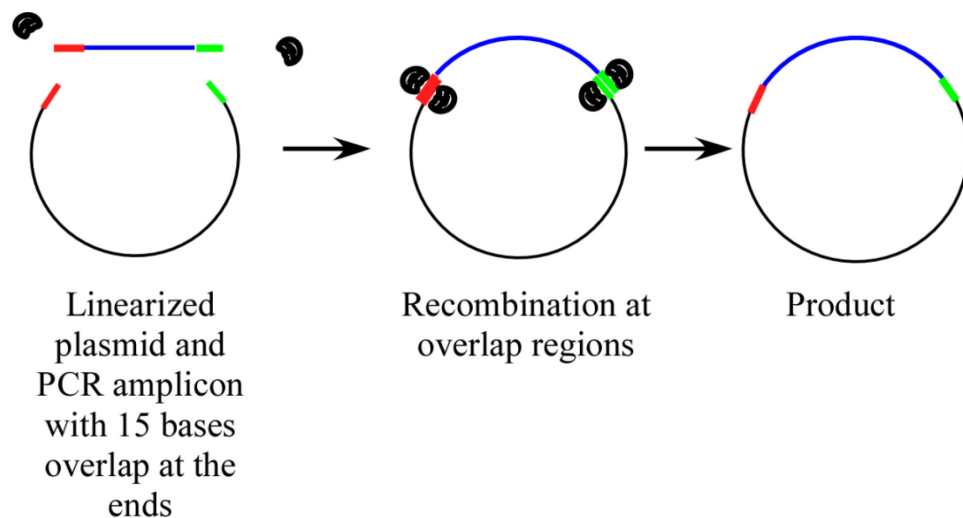 Linearized
plasmid and
PCR amplicon
with 15 bases
overlap at the
ends
Recombination at
overlap regions
Product